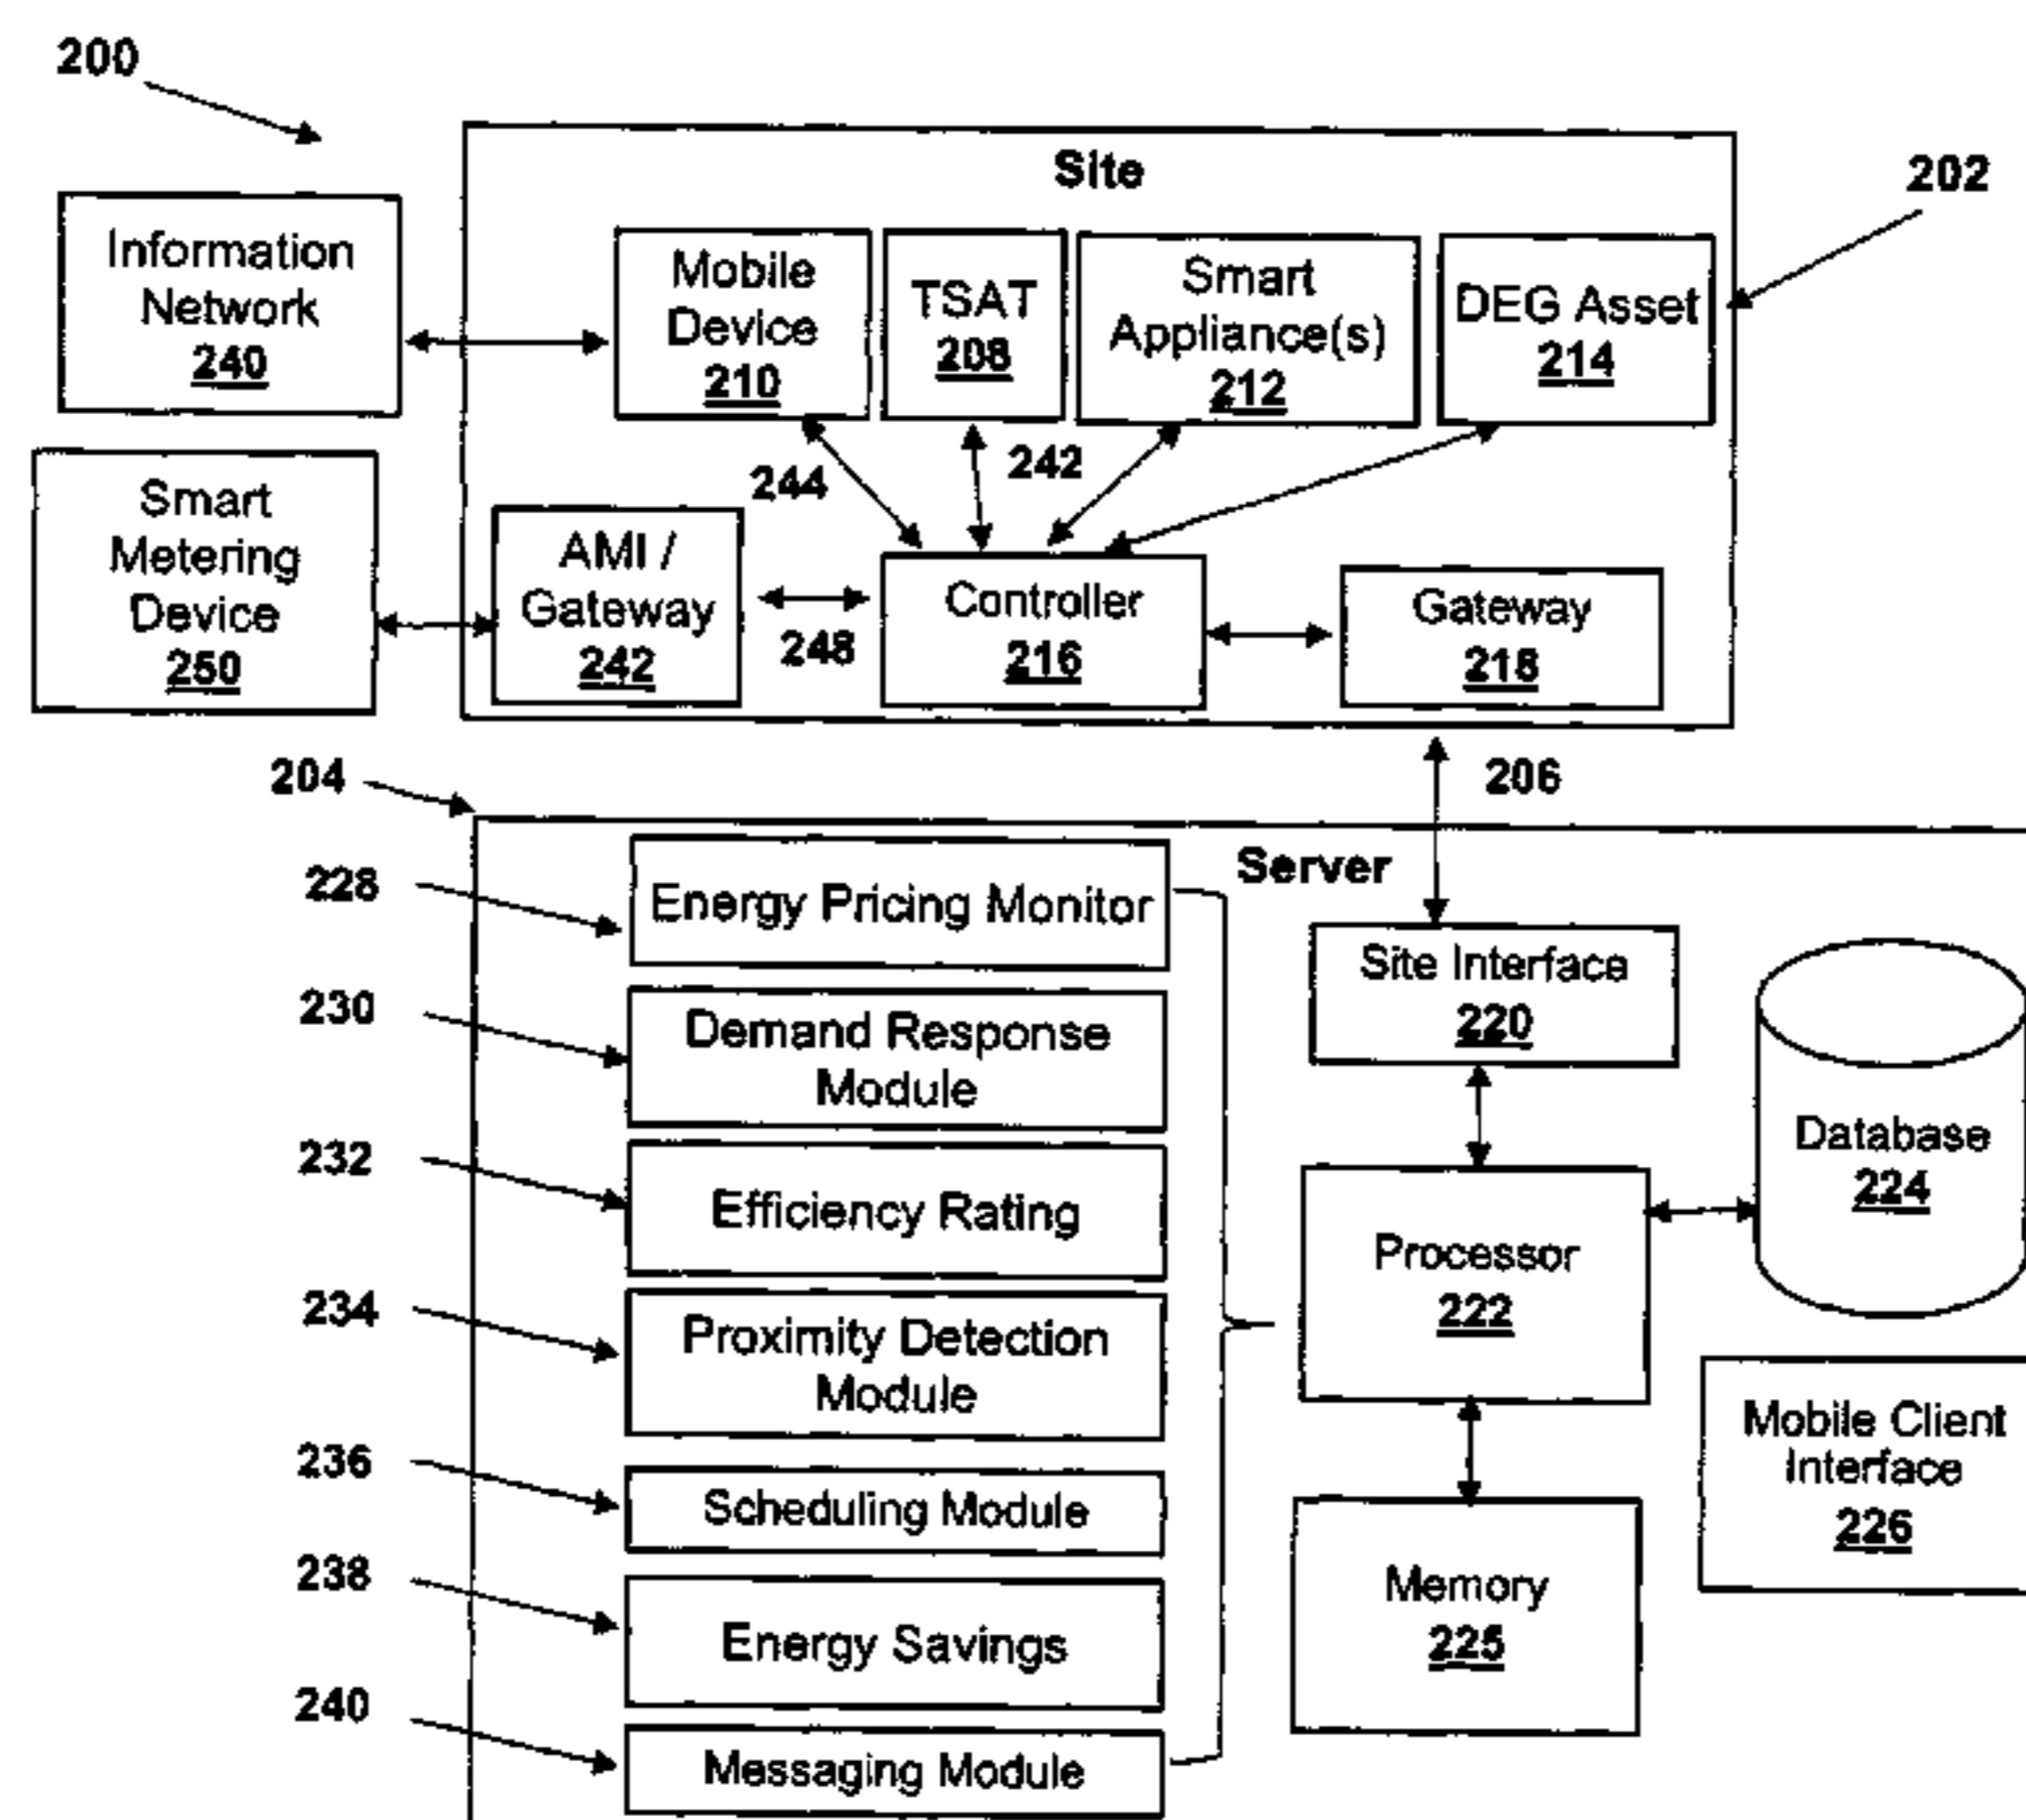 200
Site
202
Information
Network
240
Mobile
Device
210
TSAT
208
Smart
Appliance(s)
212
DEG Asset
214
Smart
Metering
Device
250
244
242
AMI /
Gateway
242
248
Controller
216
Gateway
218
204
206
Server
228
Energy Pricing Monitor
230
Demand Response
Module
232
Efficiency Rating
234
Proximity Detection
Module
236
Scheduling Module
238
Energy Savings
240
Messaging Module
Site Interface
220
Processor
222
Database
224
Mobile Client
Interface
226
Memory
225